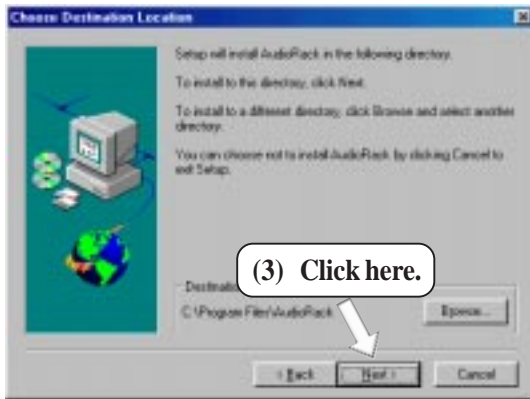 Choose Destination Location
Setup will install AudioRack in the following directory.
To install to this directory, click Next.
To install to a different directory, click Browse and select another
directory.
You can choose not to install AudioRack by clicking Cancel to
exit Setup.
(3) Click here.
C:\Program Files\AudioRack
Browse...
< Back
Next >
Cancel